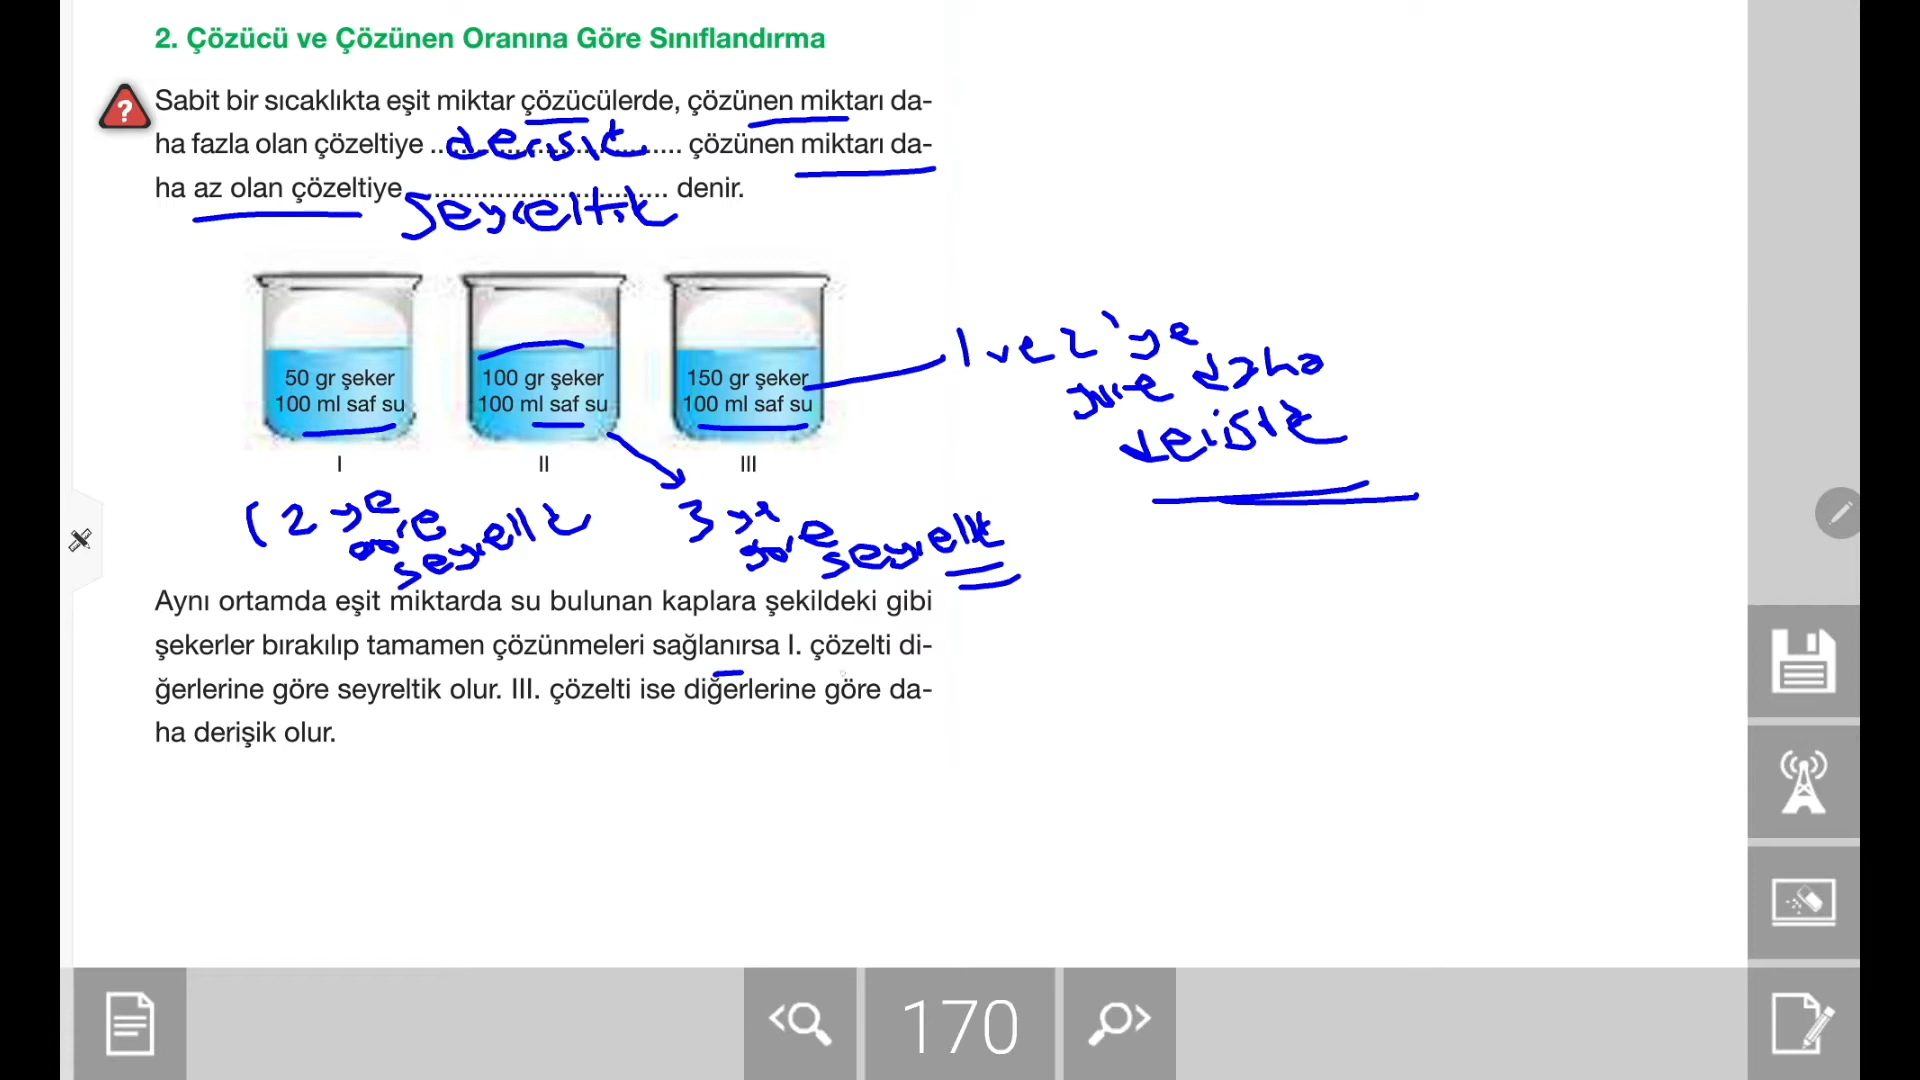 2. Çözücü ve Çözünen Oranına Göre Sınıflandırma
? Sabit bir sıcaklıkta eşit miktar çözücülerde, çözünen miktarı da-
ha fazla olan çözeltiye ..derişik.. çözünen miktarı da-
ha az olan çözeltiye .............................. denir.
seyreltik
50 gr şeker
100 ml saf su
I
100 gr şeker
100 ml saf su
II
150 gr şeker
100 ml saf su
III
1 ve 2'ye
göre daha
derişik
2 ye
göre
3 ye
göre
Aynı ortamda eşit miktarda su bulunan kaplara şekildeki gibi
şekerler bırakılıp tamamen çözünmeleri sağlanırsa I. çözelti di-
ğerlerine göre seyreltik olur. III. çözelti ise diğerlerine göre da-
ha derişik olur.
170